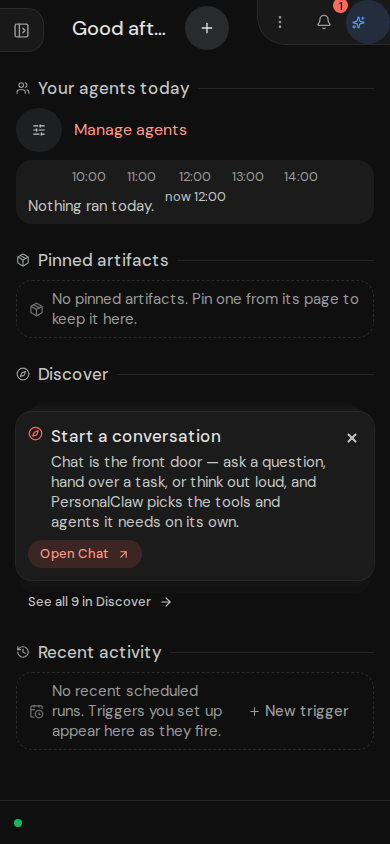 Good aft...
1
Your agents today
Manage agents
10:00 11:00 12:00 13:00 14:00
now 12:00
Nothing ran today.
Pinned artifacts
No pinned artifacts. Pin one from its page to
keep it here.
Discover
Start a conversation
Chat is the front door — ask a question,
hand over a task, or think out loud, and
PersonalClaw picks the tools and
agents it needs on its own.
Open Chat
See all 9 in Discover
Recent activity
No recent scheduled
runs. Triggers you set up
appear here as they fire.
+ New trigger